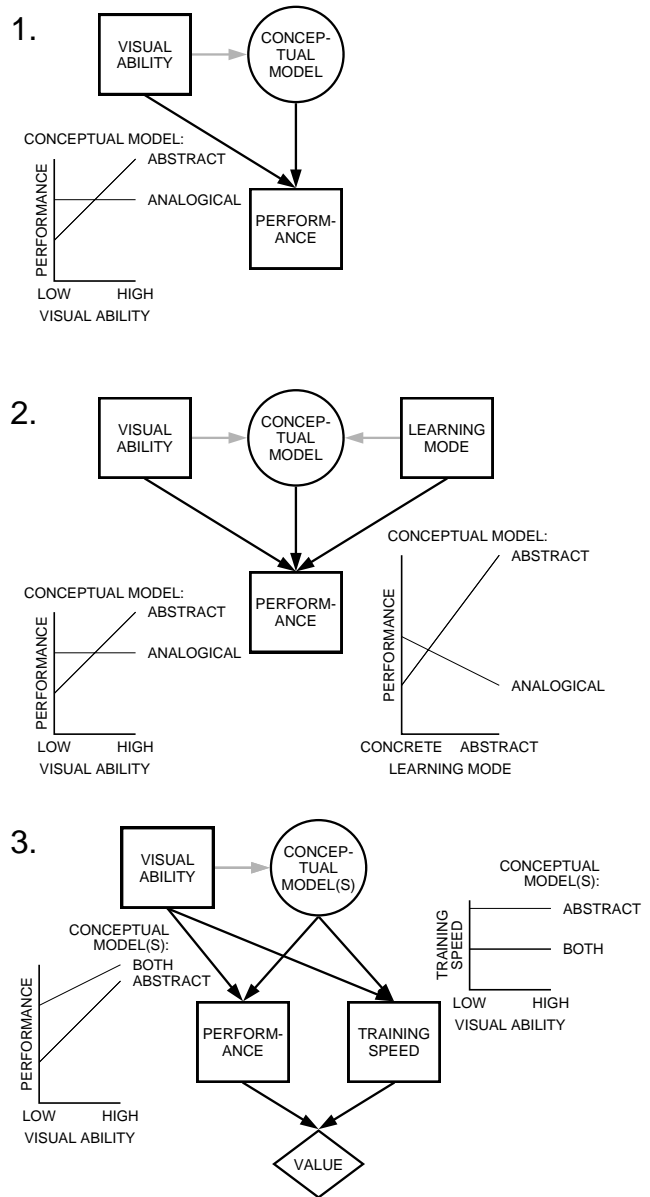 1.
VISUAL
ABILITY
CONCEP-
TUAL
MODEL
CONCEPTUAL MODEL:
ABSTRACT
ANALOGICAL
PERFORMANCE
LOW HIGH
VISUAL ABILITY
PERFORM-
ANCE
2.
VISUAL
ABILITY
CONCEP-
TUAL
MODEL
LEARNING
MODE
CONCEPTUAL MODEL:
ABSTRACT
ANALOGICAL
PERFORMANCE
LOW HIGH
VISUAL ABILITY
PERFORM-
ANCE
CONCEPTUAL MODEL:
ABSTRACT
ANALOGICAL
PERFORMANCE
CONCRETE ABSTRACT
LEARNING MODE
3.
VISUAL
ABILITY
CONCEP-
TUAL
MODEL(S)
CONCEPTUAL
MODEL(S):
ABSTRACT
BOTH
TRAINING
SPEED
LOW HIGH
VISUAL ABILITY
CONCEPTUAL
MODEL(S):
BOTH
ABSTRACT
PERFORMANCE
LOW HIGH
VISUAL ABILITY
PERFORM-
ANCE
TRAINING
SPEED
VALUE